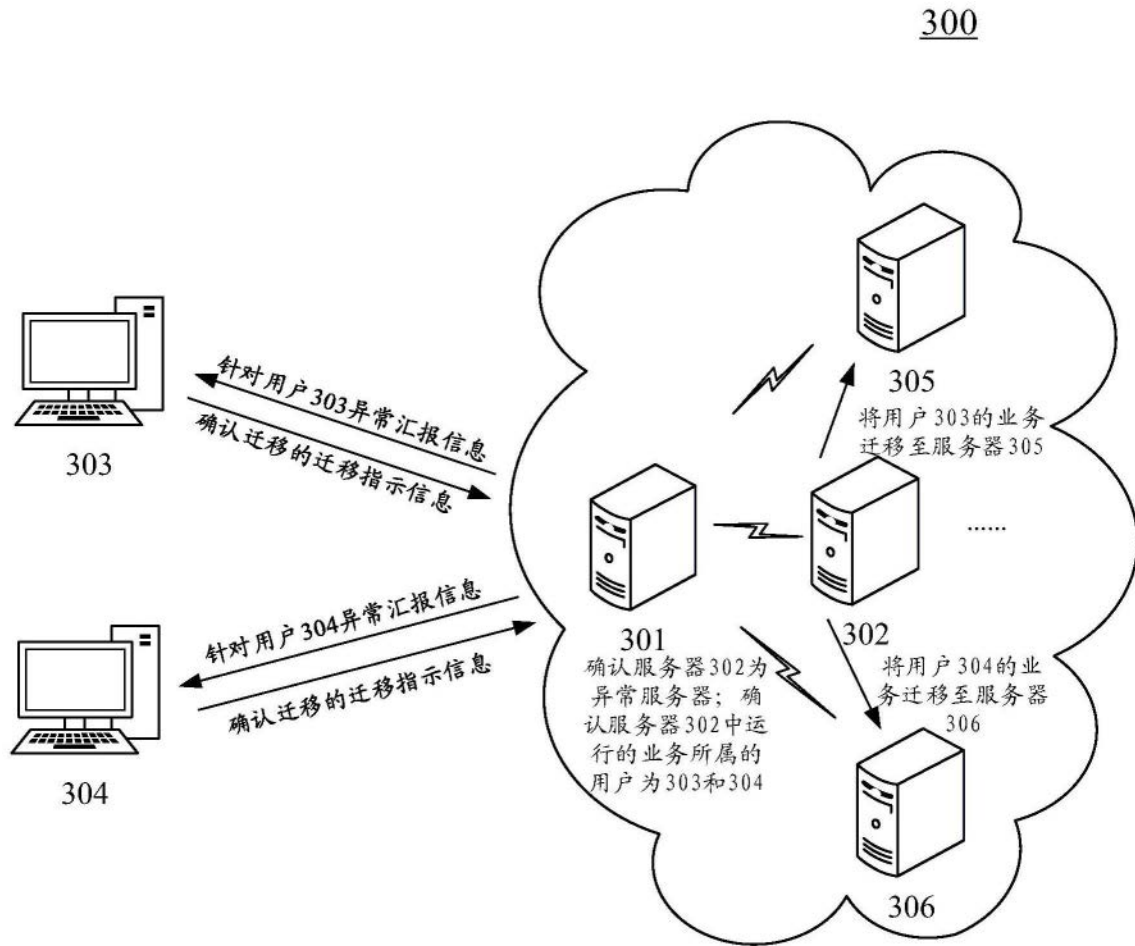 300
305
将用户303的业务
迁移至服务器305
针对用户303异常汇报信息
确认迁移的迁移指示信息
303
......
针对用户304异常汇报信息
确认迁移的迁移指示信息
304
301
确认服务器302为
异常服务器；确
认服务器302中运
行的业务所属的
用户为303和304
302
将用户304的业
务迁移至服务器
306
306